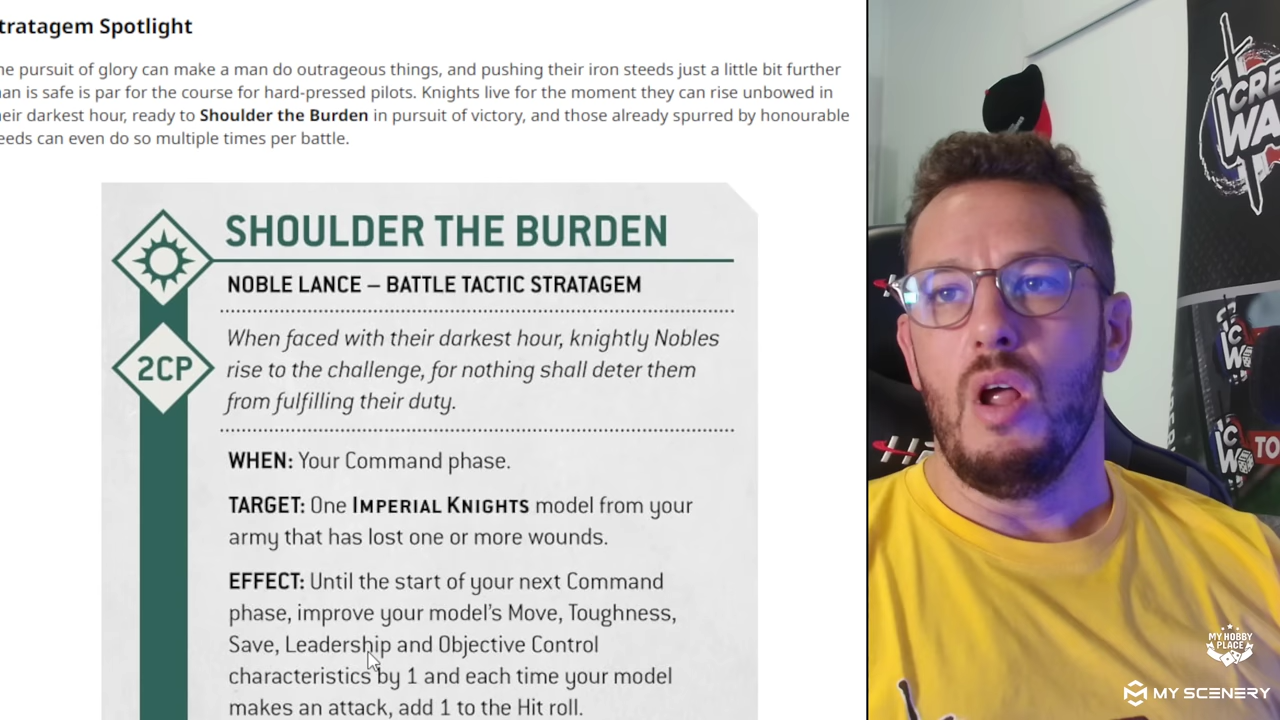 tratagem Spotlight
he pursuit of glory can make a man do outrageous things, and pushing their iron steeds just a little bit further
han is safe is par for the course for hard-pressed pilots. Knights live for the moment they can rise unbowed in
heir darkest hour, ready to Shoulder the Burden in pursuit of victory, and those already spurred by honourable
eeds can even do so multiple times per battle.
SHOULDER THE BURDEN
NOBLE LANCE – BATTLE TACTIC STRATAGEM
2CP
When faced with their darkest hour, knightly Nobles
rise to the challenge, for nothing shall deter them
from fulfilling their duty.
WHEN: Your Command phase.
TARGET: One IMPERIAL KNIGHTS model from your
army that has lost one or more wounds.
EFFECT: Until the start of your next Command
phase, improve your model's Move, Toughness,
Save, Leadership and Objective Control
characteristics by 1 and each time your model
makes an attack, add 1 to the Hit roll.
CRE
WA
IC
W
IC
W
TO
MY HOBBY
PLACE
MY SCENERY